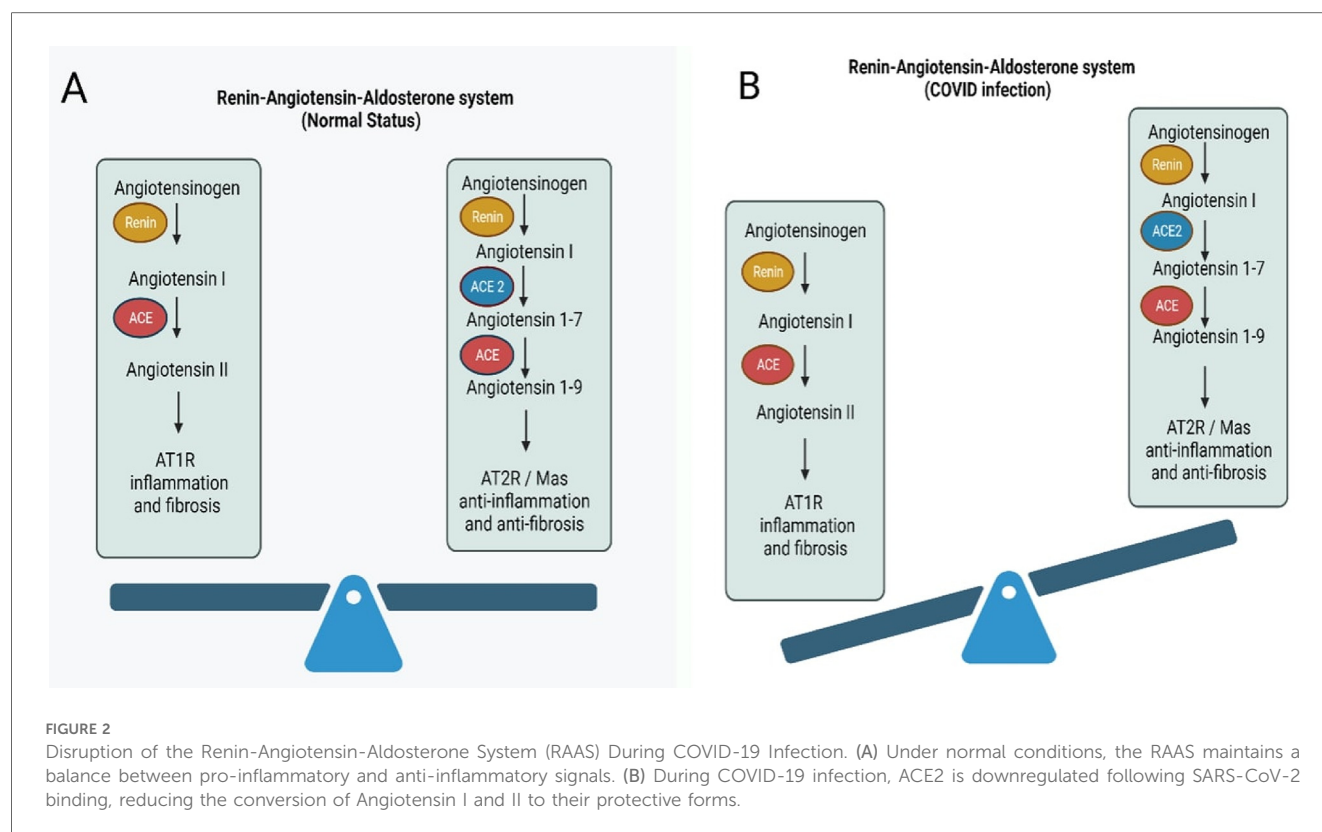 A
Renin-Angiotensin-Aldosterone system
(Normal Status)
Angiotensinogen
Renin
Angiotensin I
ACE
Angiotensin II
AT1R
inflammation
and fibrosis
Angiotensinogen
Renin
Angiotensin I
ACE 2
Angiotensin 1-7
ACE
Angiotensin 1-9
AT2R / Mas
anti-inflammation
and anti-fibrosis
B
Renin-Angiotensin-Aldosterone system
(COVID infection)
Angiotensinogen
Renin
Angiotensin I
ACE
Angiotensin II
AT1R
inflammation
and fibrosis
Angiotensinogen
Renin
Angiotensin I
ACE2
Angiotensin 1-7
ACE
Angiotensin 1-9
AT2R / Mas
anti-inflammation
and anti-fibrosis
FIGURE 2
Disruption of the Renin-Angiotensin-Aldosterone System (RAAS) During COVID-19 Infection. (A) Under normal conditions, the RAAS maintains a
balance between pro-inflammatory and anti-inflammatory signals. (B) During COVID-19 infection, ACE2 is downregulated following SARS-CoV-2
binding, reducing the conversion of Angiotensin I and II to their protective forms.